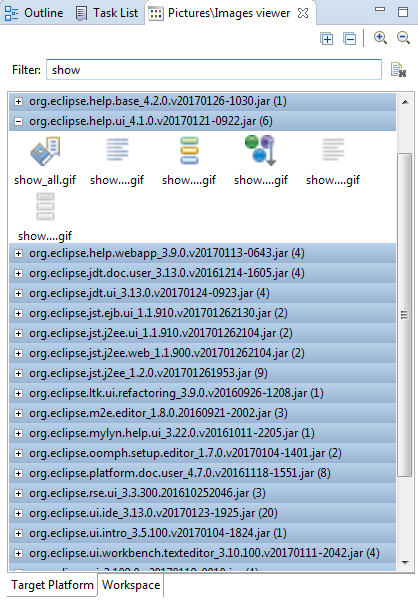 Outline Task List Pictures\Images viewer
Filter: show
org.eclipse.help.base_4.2.0.v20170126-1030.jar (1)
org.eclipse.help.ui_4.1.0.v20170121-0922.jar (6)
show_all.gif show....gif show....gif show....gif show....gif
show....gif
org.eclipse.help.webapp_3.9.0.v20170113-0643.jar (4)
org.eclipse.jdt.doc.user_3.13.0.v20161214-1605.jar (4)
org.eclipse.jdt.ui_3.13.0.v20170124-0923.jar (4)
org.eclipse.jst.ejb.ui_1.1.910.v201701262130.jar (2)
org.eclipse.jst.j2ee.ui_1.1.910.v201701262104.jar (2)
org.eclipse.jst.j2ee.web_1.1.900.v201701262104.jar (2)
org.eclipse.jst.j2ee_1.2.0.v201701261953.jar (9)
org.eclipse.ltk.ui.refactoring_3.9.0.v20160926-1208.jar (1)
org.eclipse.m2e.editor_1.8.0.20160921-2002.jar (3)
org.eclipse.mylyn.help.ui_3.22.0.v20161011-2205.jar (1)
org.eclipse.oomph.setup.editor_1.7.0.v20170104-1401.jar (2)
org.eclipse.platform.doc.user_4.7.0.v20161118-1551.jar (8)
org.eclipse.rse.ui_3.3.300.201610252046.jar (3)
org.eclipse.ui.ide_3.13.0.v20170123-1925.jar (20)
org.eclipse.ui.intro_3.5.100.v20170104-1824.jar (1)
org.eclipse.ui.workbench.texteditor_3.10.100.v20170111-2042.jar (4)
Target Platform Workspace